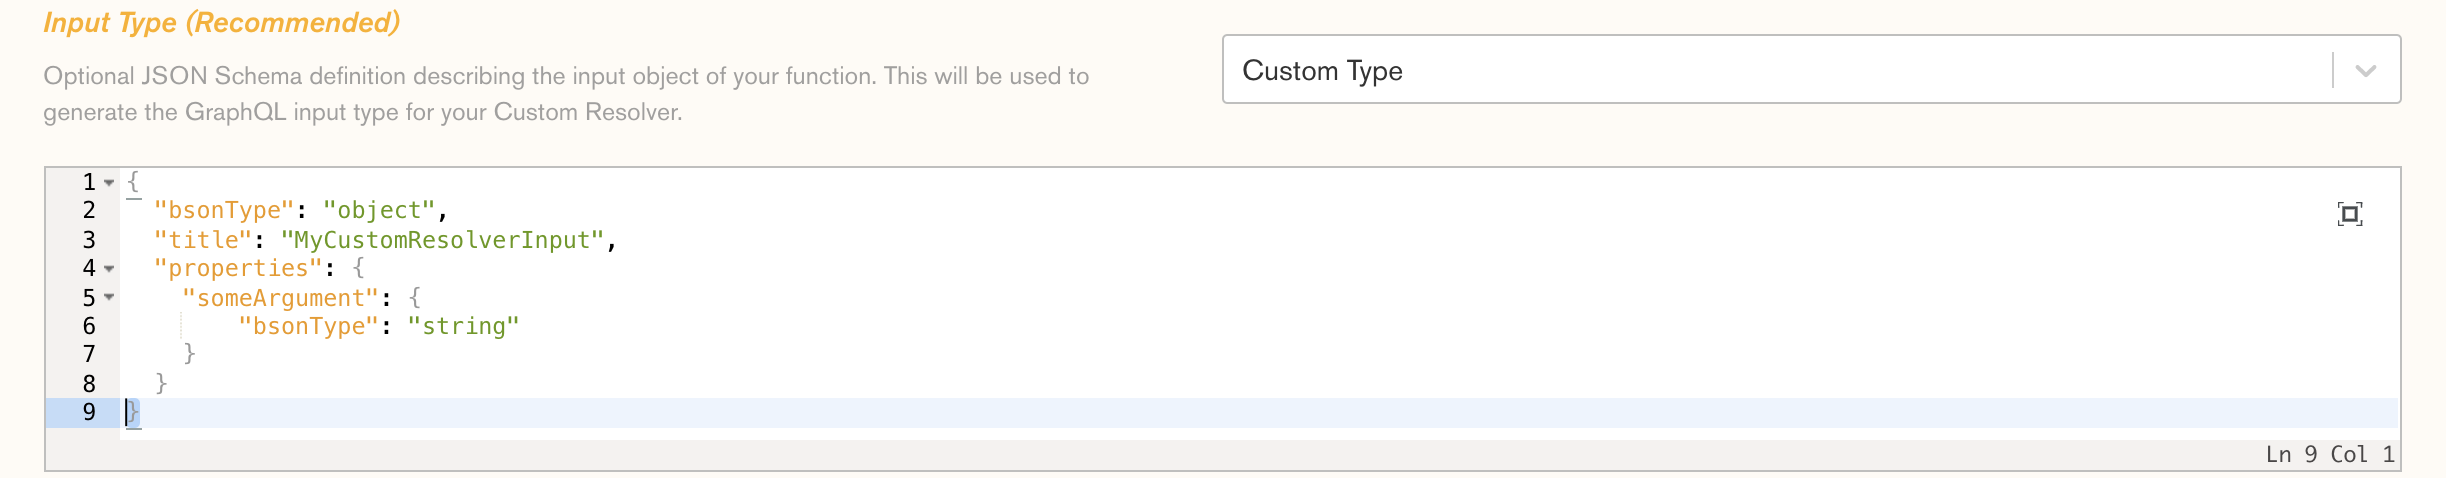 Input Type (Recommended)
Optional JSON Schema definition describing the input object of your function. This will be used to
generate the GraphQL input type for your Custom Resolver.
Custom Type
1 {
2   "bsonType": "object",
3   "title": "MyCustomResolverInput",
4   "properties": {
5     "someArgument": {
6         "bsonType": "string"
7     }
8   }
9 }
Ln 9 Col 1